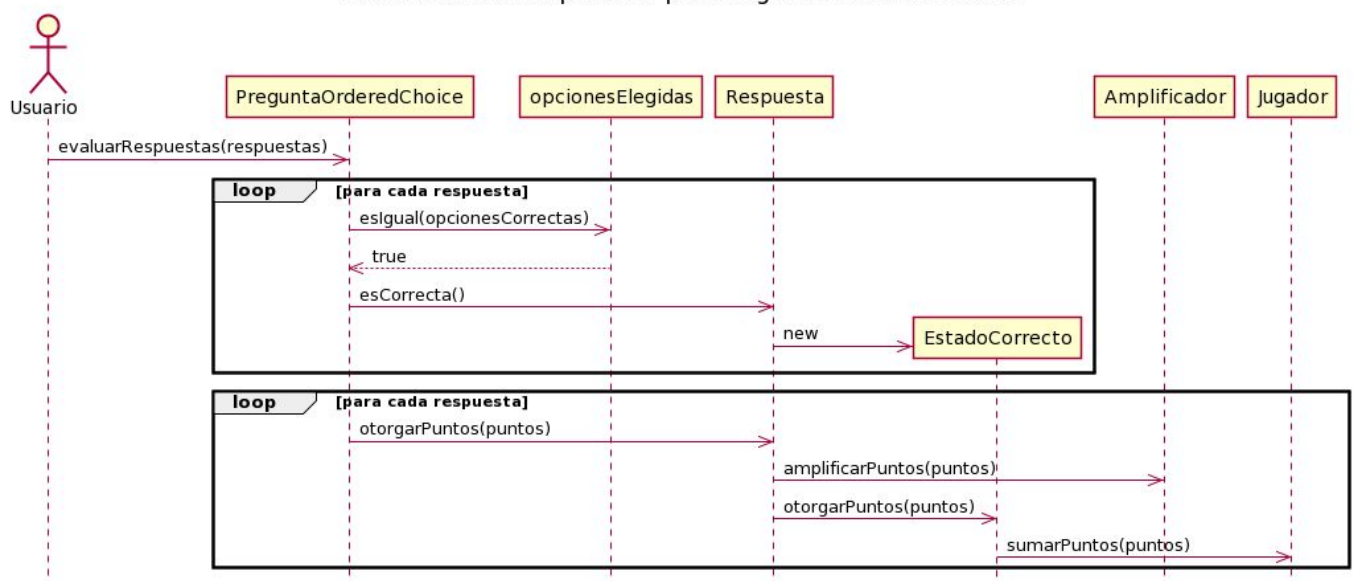 Usuario
PreguntaOrderedChoice
opcionesElegidas
Respuesta
Amplificador
Jugador
evaluarRespuestas(respuestas)
loop [para cada respuesta]
esIgual(opcionesCorrectas)
true
esCorrecta()
new
EstadoCorrecto
loop [para cada respuesta]
otorgarPuntos(puntos)
amplificarPuntos(puntos)
otorgarPuntos(puntos)
sumarPuntos(puntos)